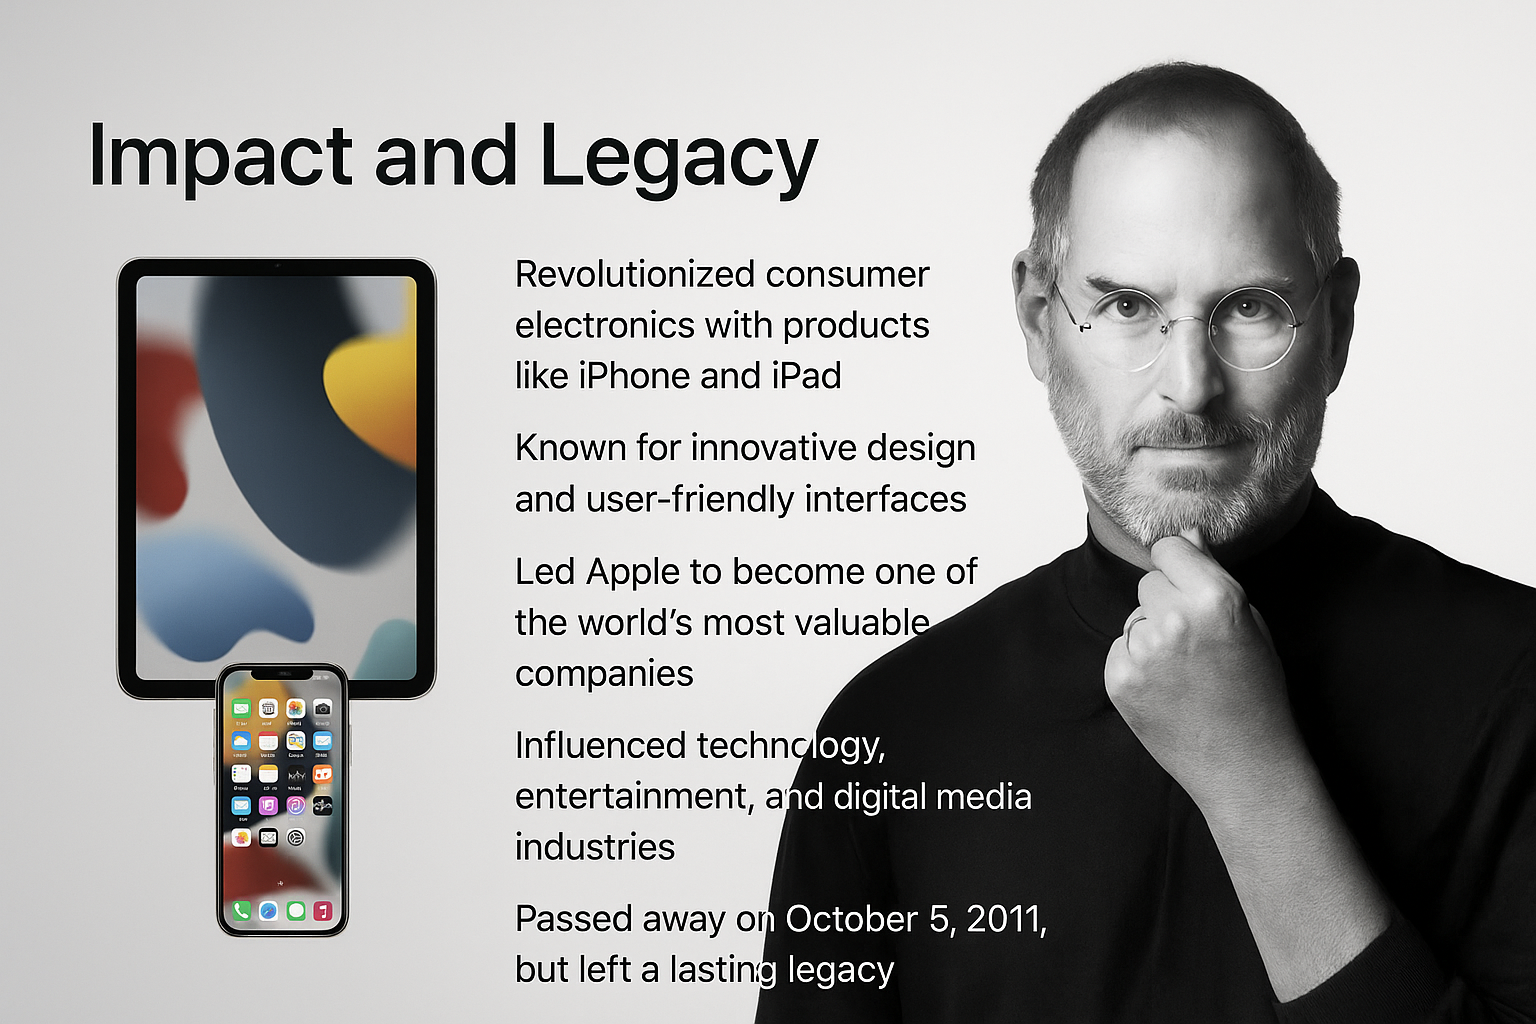 Impact and Legacy
Revolutionized consumer
electronics with products
like iPhone and iPad
Known for innovative design
and user-friendly interfaces
Led Apple to become one of
the world’s most valuable
companies
Influenced technology,
entertainment, and digital media
industries
Passed away on October 5, 2011,
but left a lasting legacy